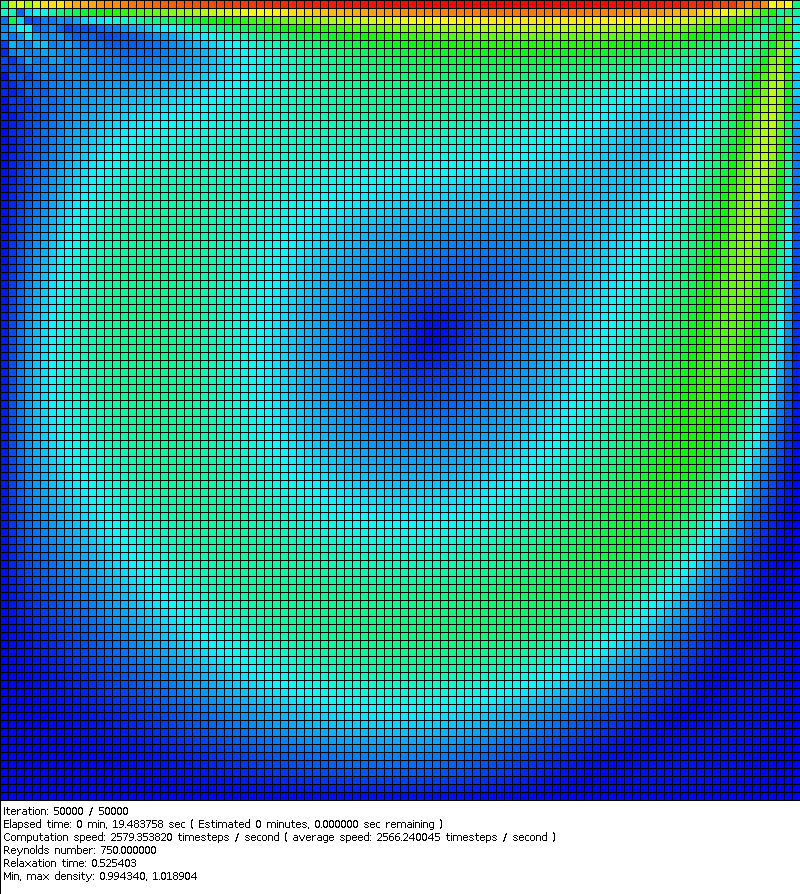 Iteration: 50000 / 50000
Elapsed time: 0 min, 19.483758 sec ( Estimated 0 minutes, 0.000000 sec remaining )
Computation speed: 2579.353820 timesteps / second ( average speed: 2566.240045 timesteps / second )
Reynolds number: 750.000000
Relaxation time: 0.525403
Min, max density: 0.994340, 1.018904